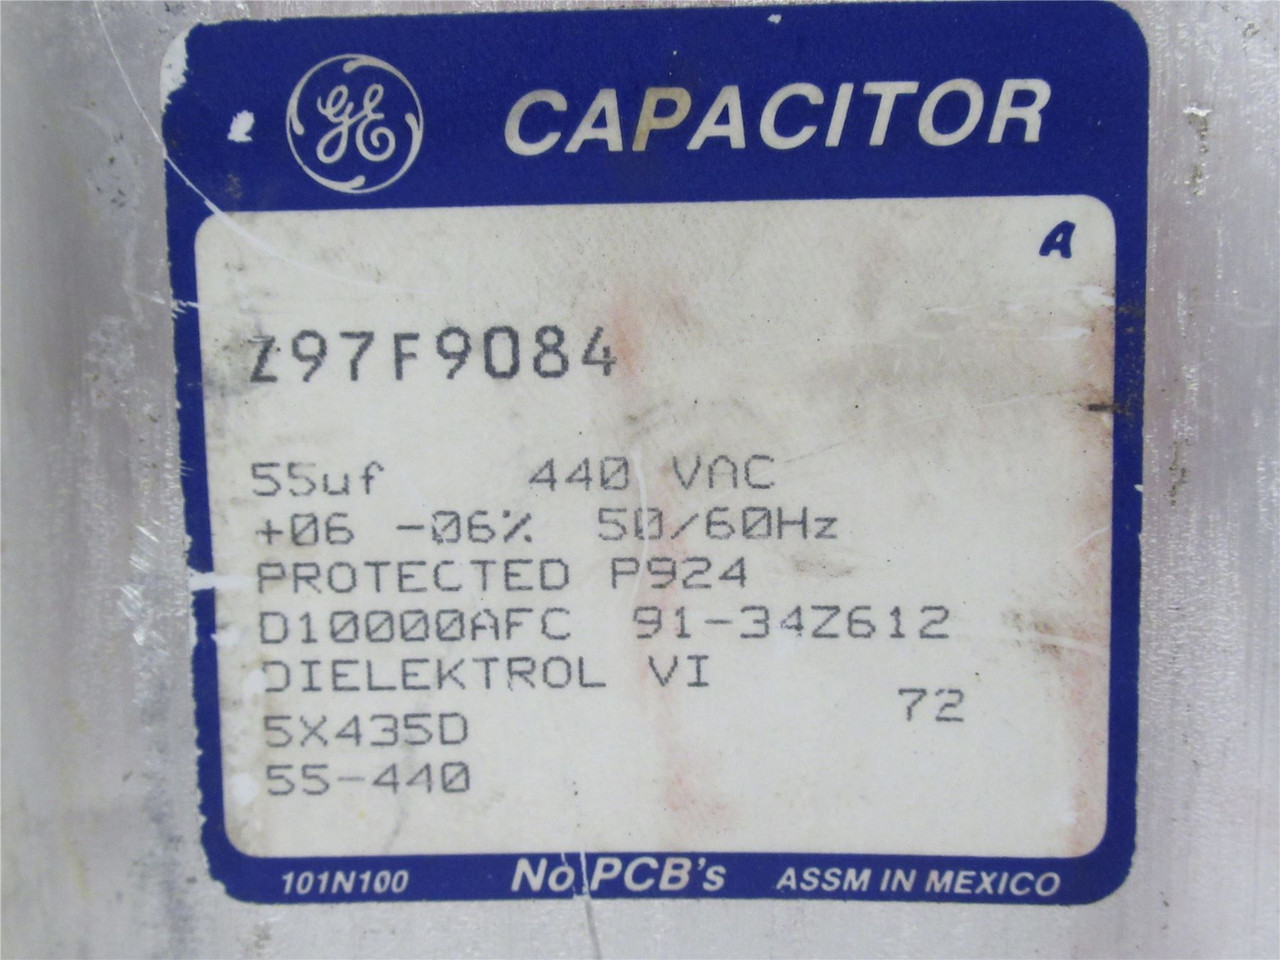 GE CAPACITOR
A
Z97F9084
55uf 440 VAC
+06 -06% 50/60Hz
PROTECTED P924
D10000AFC 91-34Z612
DIELEKTROL VI
72
5X435D
55-440
101N100 No PCB's ASSM IN MEXICO